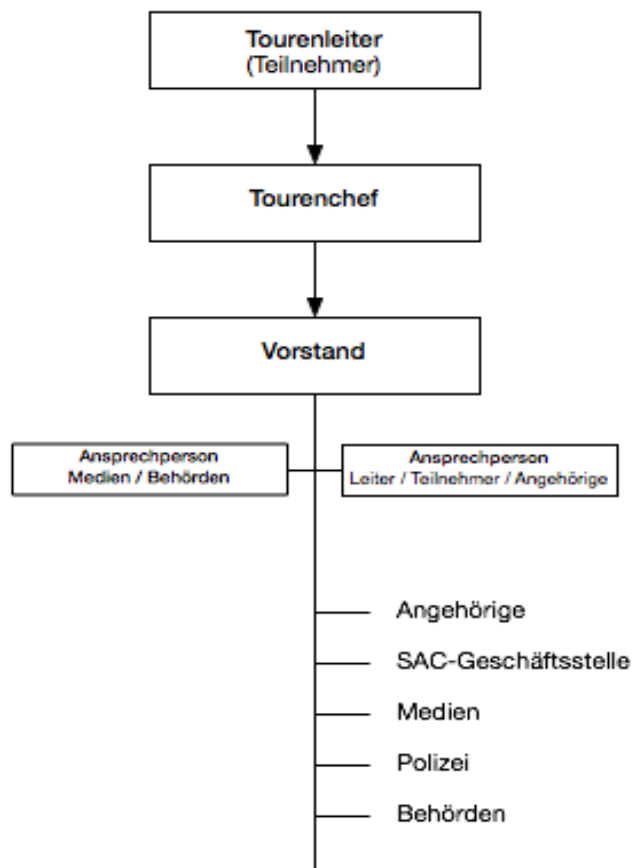 Tourenleiter
(Teilnehmer)
Tourenchef
Vorstand
Ansprechperson
Medien / Behörden
Ansprechperson
Leiter / Teilnehmer / Angehörige
Angehörige
SAC-Geschäftsstelle
Medien
Polizei
Behörden